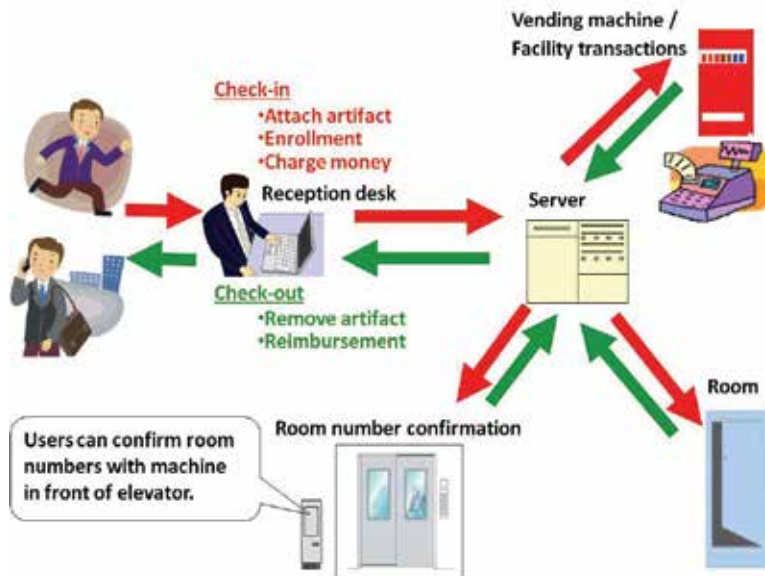 Vending machine /
Facility transactions
Check-in
•Attach artifact
•Enrollment
•Charge money
Reception desk
Server
Check-out
•Remove artifact
•Reimbursement
Room
Room number confirmation
Users can confirm room
numbers with machine
in front of elevator.